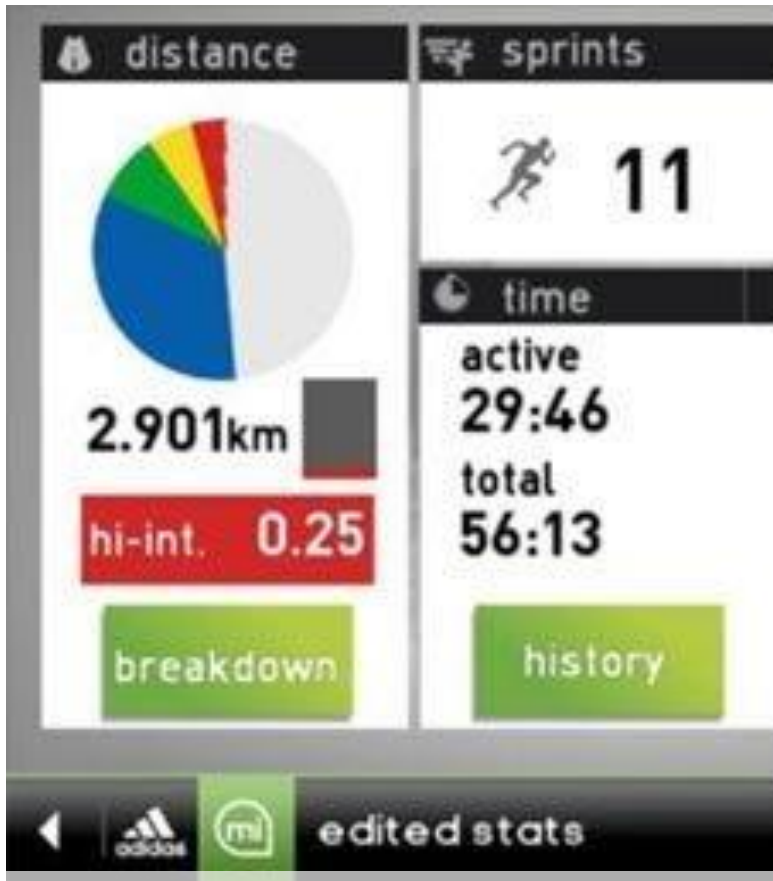 distance
2.901km
hi-int. 0.25
breakdown
sprints
11
time
active
29:46
total
56:13
history
adidas
mi
edited stats